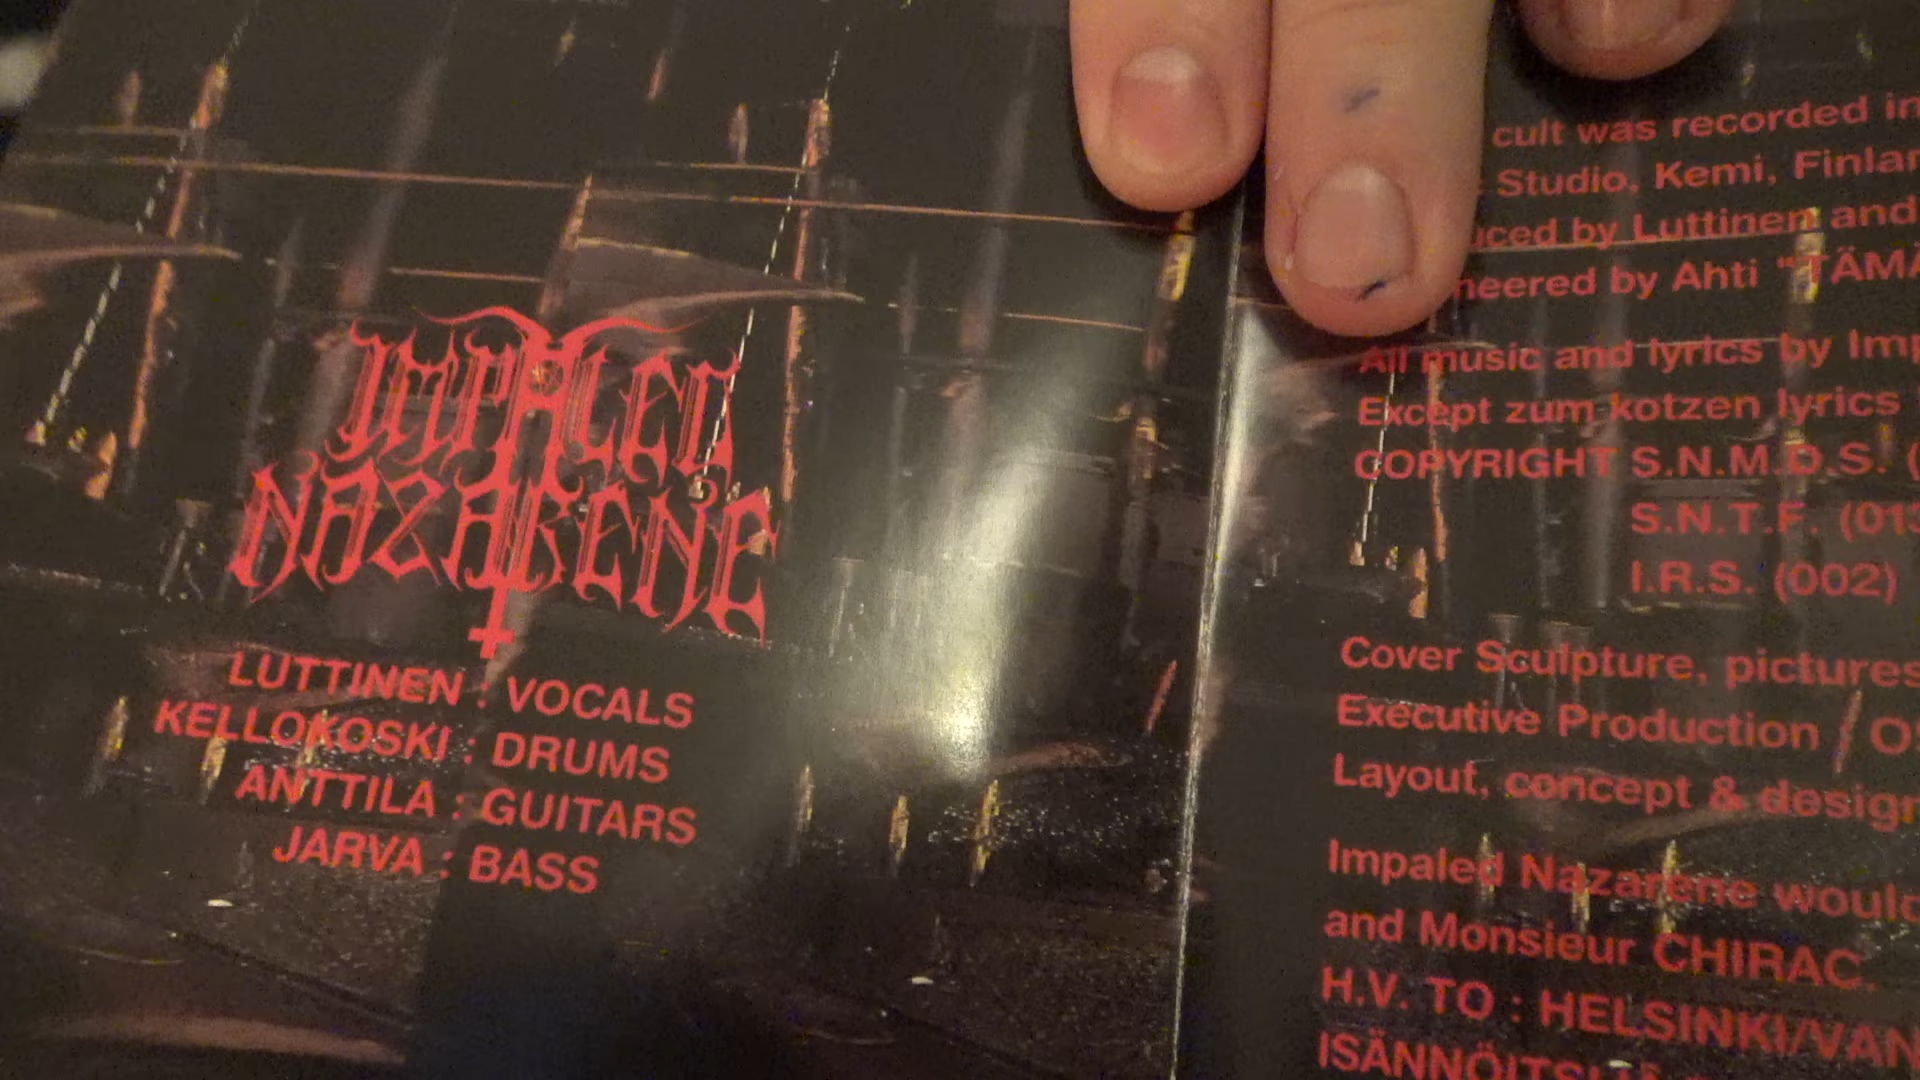 IMPALED
NAZARENE
LUTTINEN : VOCALS
KELLOKOSKI : DRUMS
ANTTILA : GUITARS
JARVA : BASS
cult was recorded in
Studio, Kemi,
by Luttinen and
by Ahti "TÄMÄ
All music and lyrics by
Except zum kotzen lyrics
COPYRIGHT S.N.M.D.S. (
S.N.T.F. (013
I.R.S. (002)
Cover Sculpture, pictures
Executive Production /
Layout, concept & design
Impaled Nazarene would
and Monsieur CHIRAC.
H.V. TO : HELSINKI/VAN